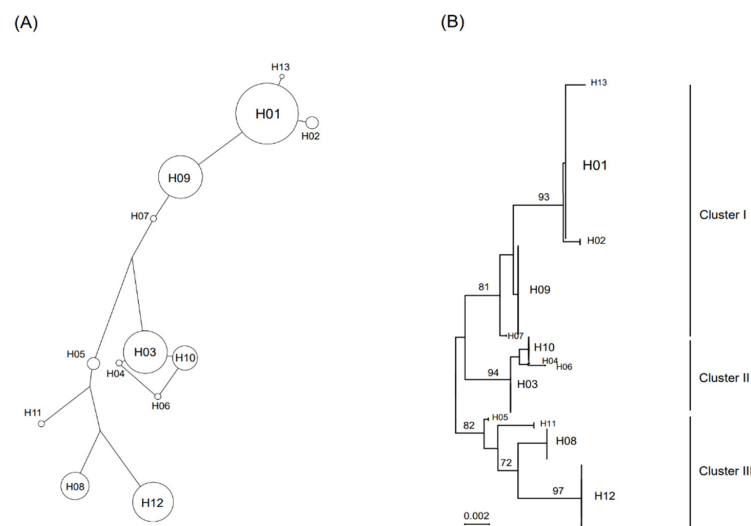 (A)
H13
H01
H02
H09
H07
H05
H03
H10
H04
H06
H11
H08
H12
(B)
H13
H01
93
H02
Cluster I
81
H09
H07
H10
H04
H06
94
H03
Cluster II
82
H05
H11
H08
72
Cluster III
97
H12
0.002